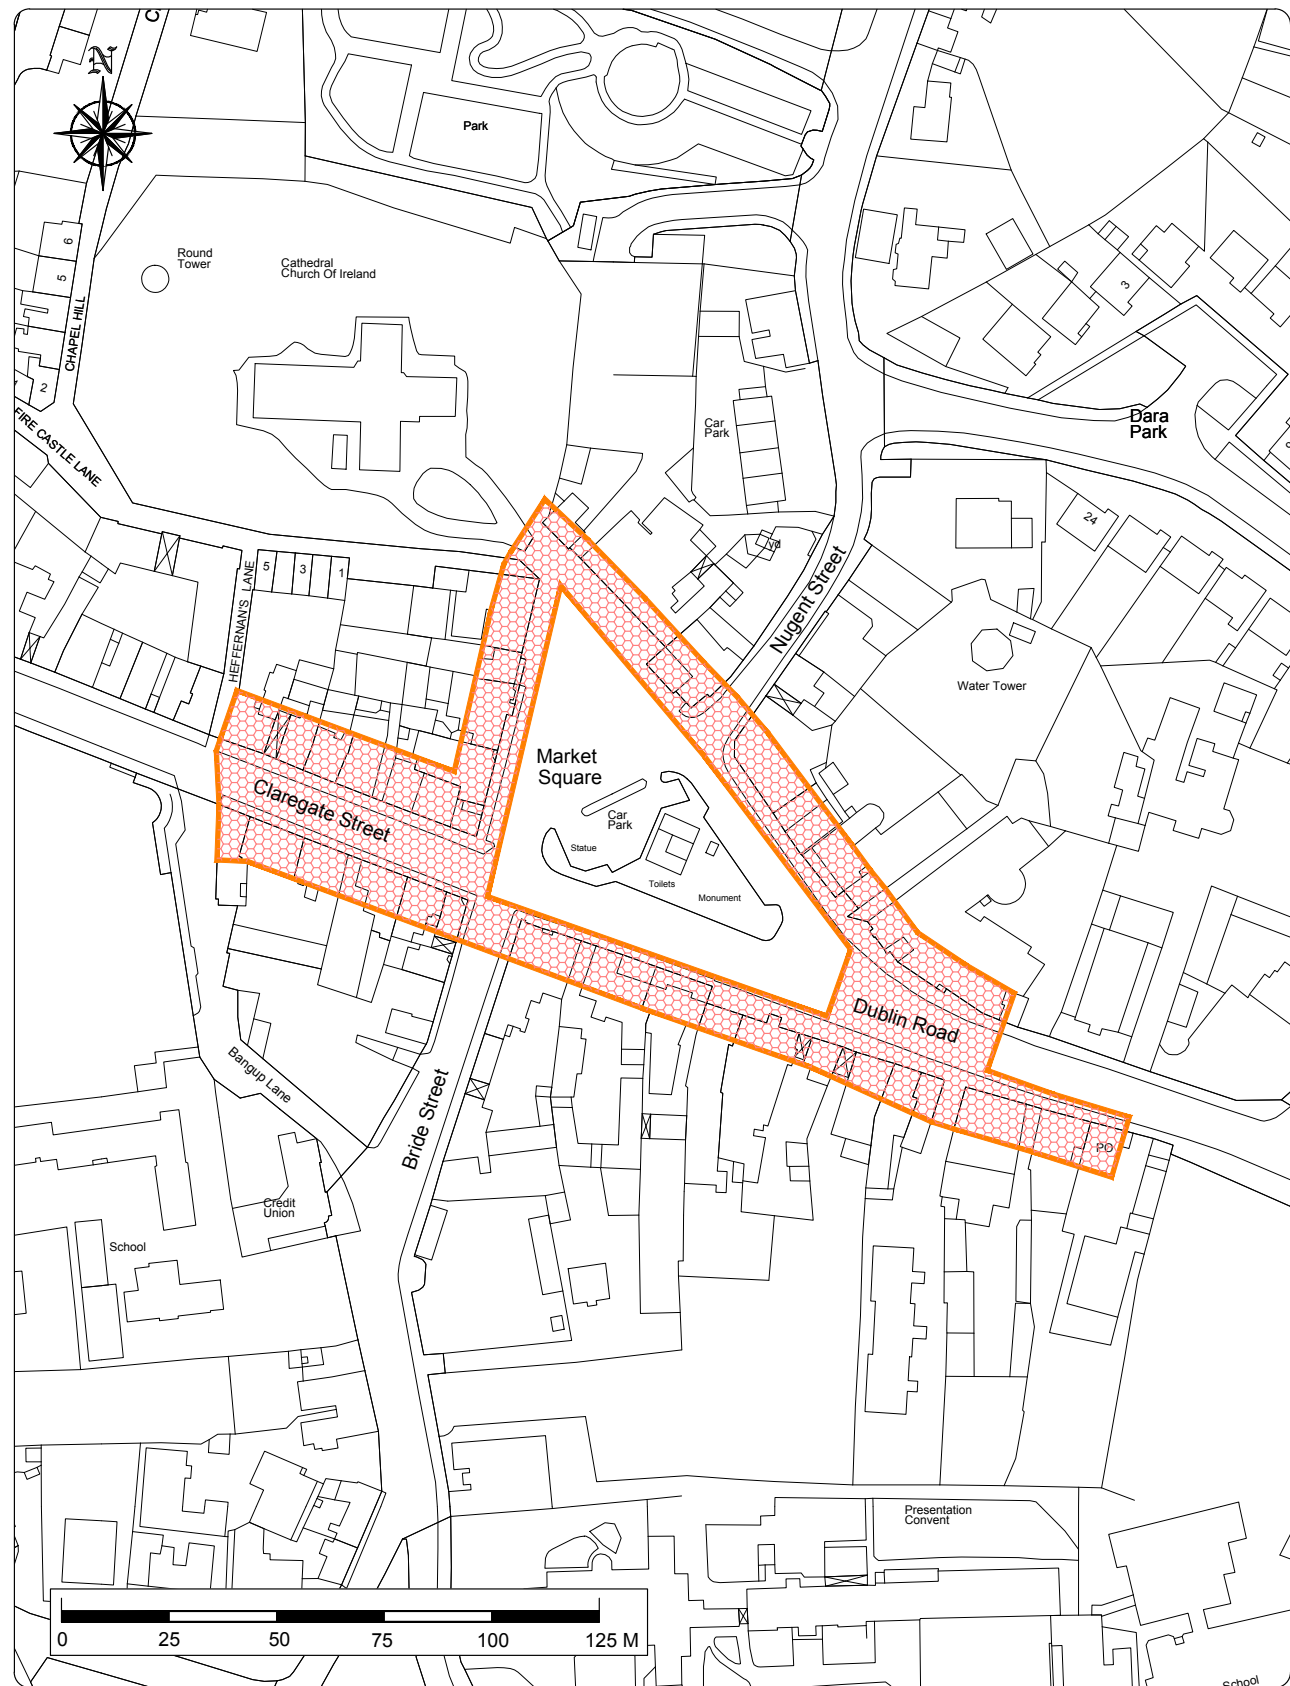 N
Park
Round
Tower
Cathedral
Church Of Ireland
6
5
CHAPEL HILL
2
FIRE CASTLE LANE
3
Car
Park
Dara
Park
24
yd
Nugent Street
5
3
1
HEFFERNAN'S LANE
Water Tower
Market
Square
Claregate Street
Car
Park
Statue
Toilets
Monument
Dublin Road
Bangup Lane
Bride Street
PO
Credit
Union
School
Presentation
Convent
0
25
50
75
100
125 M
School